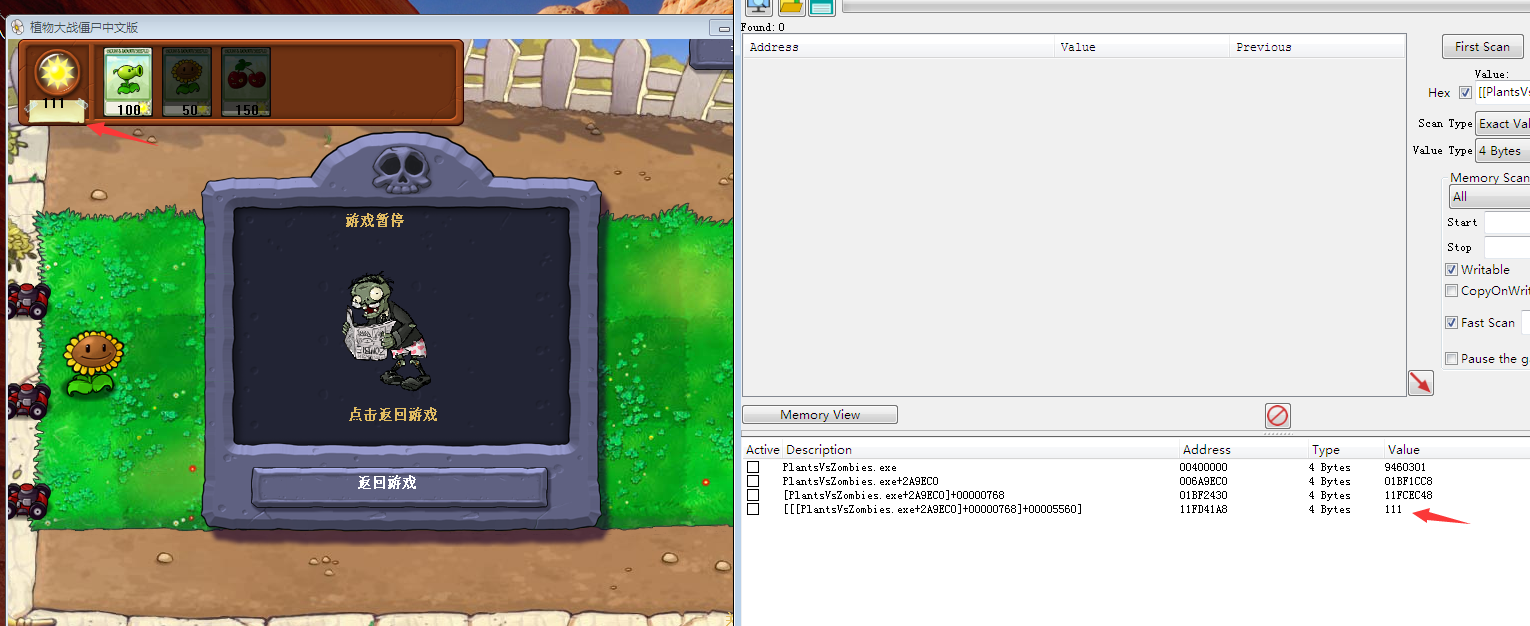 植物大战僵尸中文版
111
100
50
150
游戏暂停
点击返回游戏
返回游戏
Found: 0
Address Value Previous
First Scan
Value:
Hex [[PlantsVs
Scan Type Exact Val
Value Type 4 Bytes
Memory Scan
All
Start
Stop
Writable
CopyOnWrit
Fast Scan
Pause the g
Memory View
Active Description Address Type Value
PlantsVsZombies.exe 00400000 4 Bytes 9460301
PlantsVsZombies.exe+2A9EC0 006A9EC0 4 Bytes 01BF1CC8
[PlantsVsZombies.exe+2A9EC0]+00000768 01BF2430 4 Bytes 11FCEC48
[[[PlantsVsZombies.exe+2A9EC0]+00000768]+00005560] 11FD41A8 4 Bytes 111